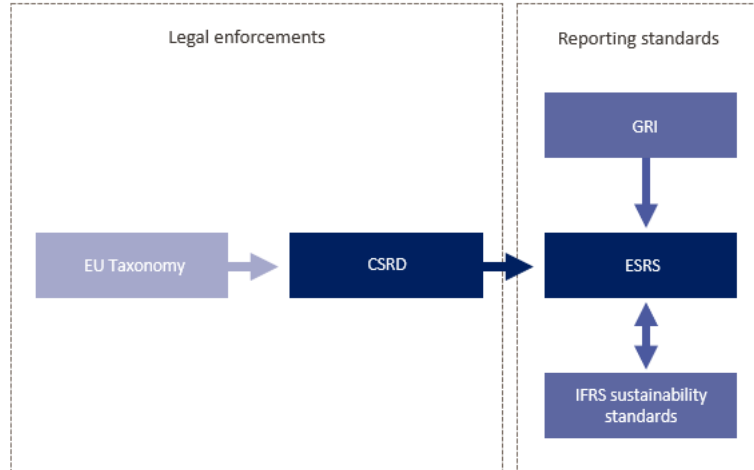 Legal enforcements
Reporting standards
GRI
EU Taxonomy
CSRD
ESRS
IFRS sustainability
standards